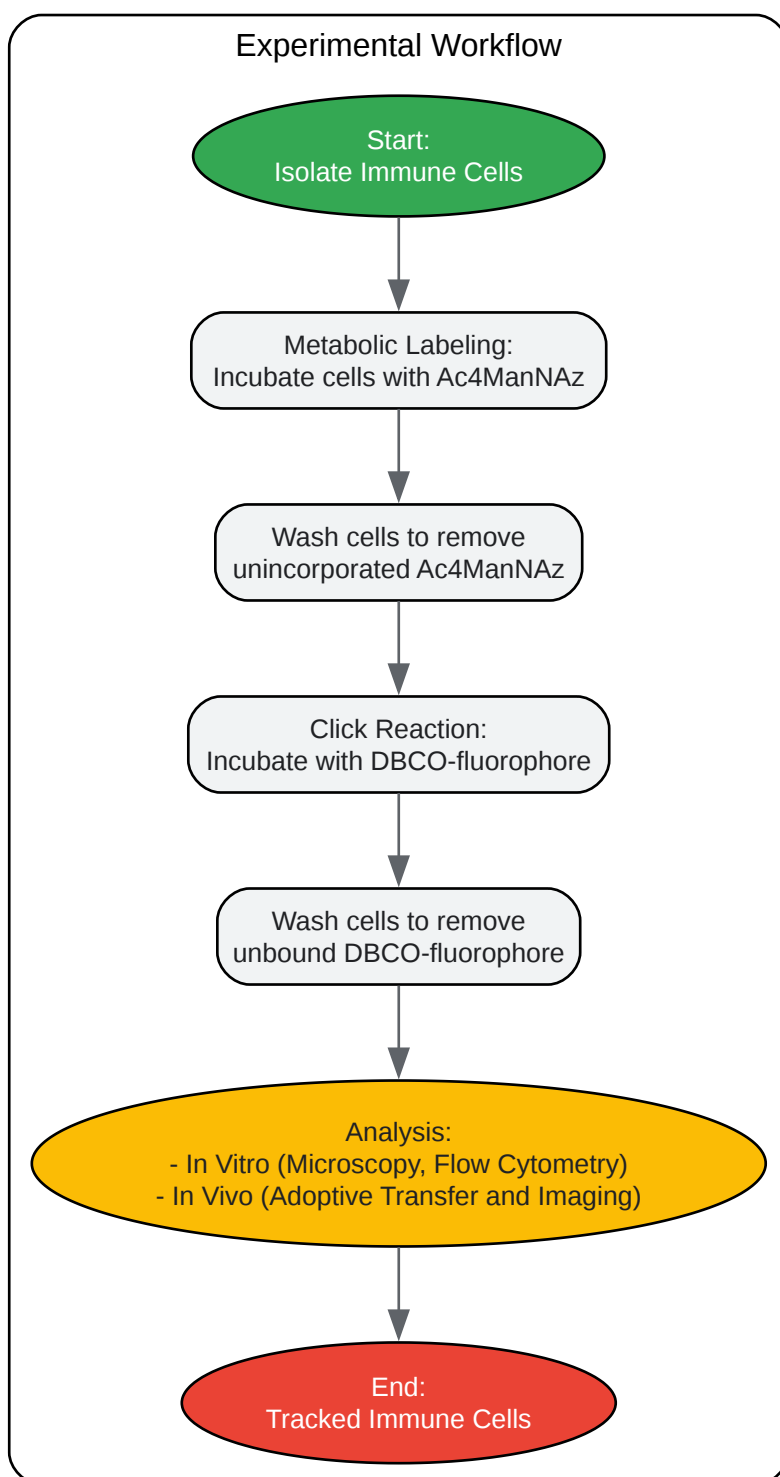 Experimental Workflow
Start:
Isolate Immune Cells
Metabolic Labeling:
Incubate cells with Ac4ManNAz
Wash cells to remove
unincorporated Ac4ManNAz
Click Reaction:
Incubate with DBCO-fluorophore
Wash cells to remove
unbound DBCO-fluorophore
Analysis:
- In Vitro (Microscopy, Flow Cytometry)
- In Vivo (Adoptive Transfer and Imaging)
End:
Tracked Immune Cells